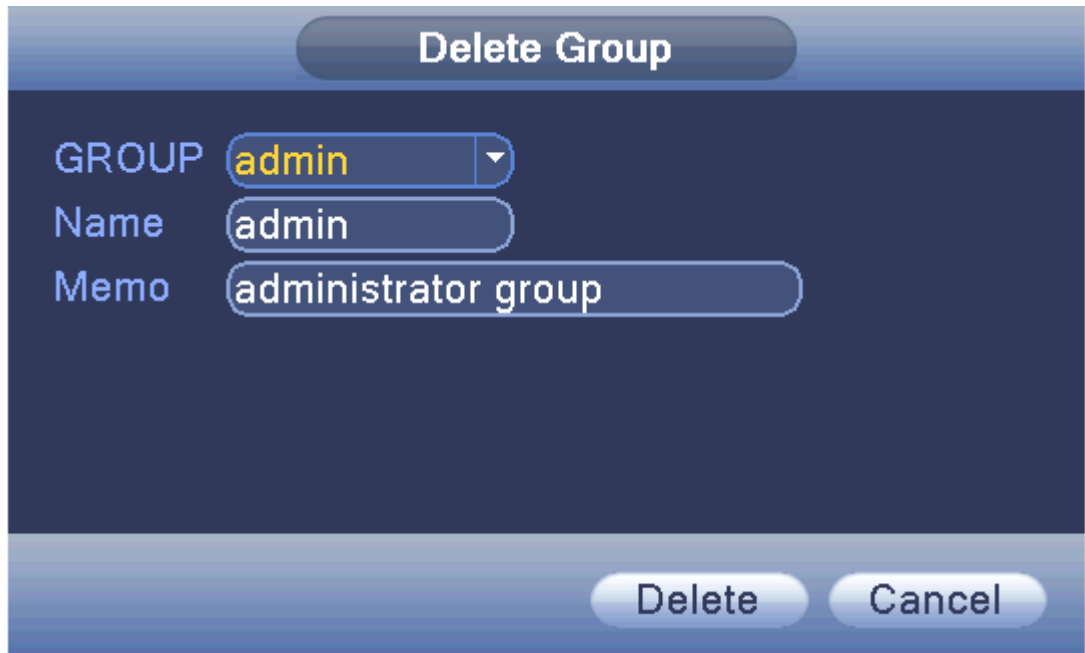 Delete Group
GROUP admin
Name admin
Memo administrator group
Delete Cancel